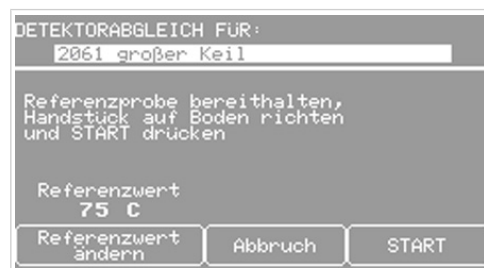 DETEKTORABGLEICH FÜR:
2061 großer Keil
Referenzprobe bereithalten,
Handstück auf Boden richten
und START drücken
Referenzwert
75 C
Referenzwert ändern
Abbruch
START